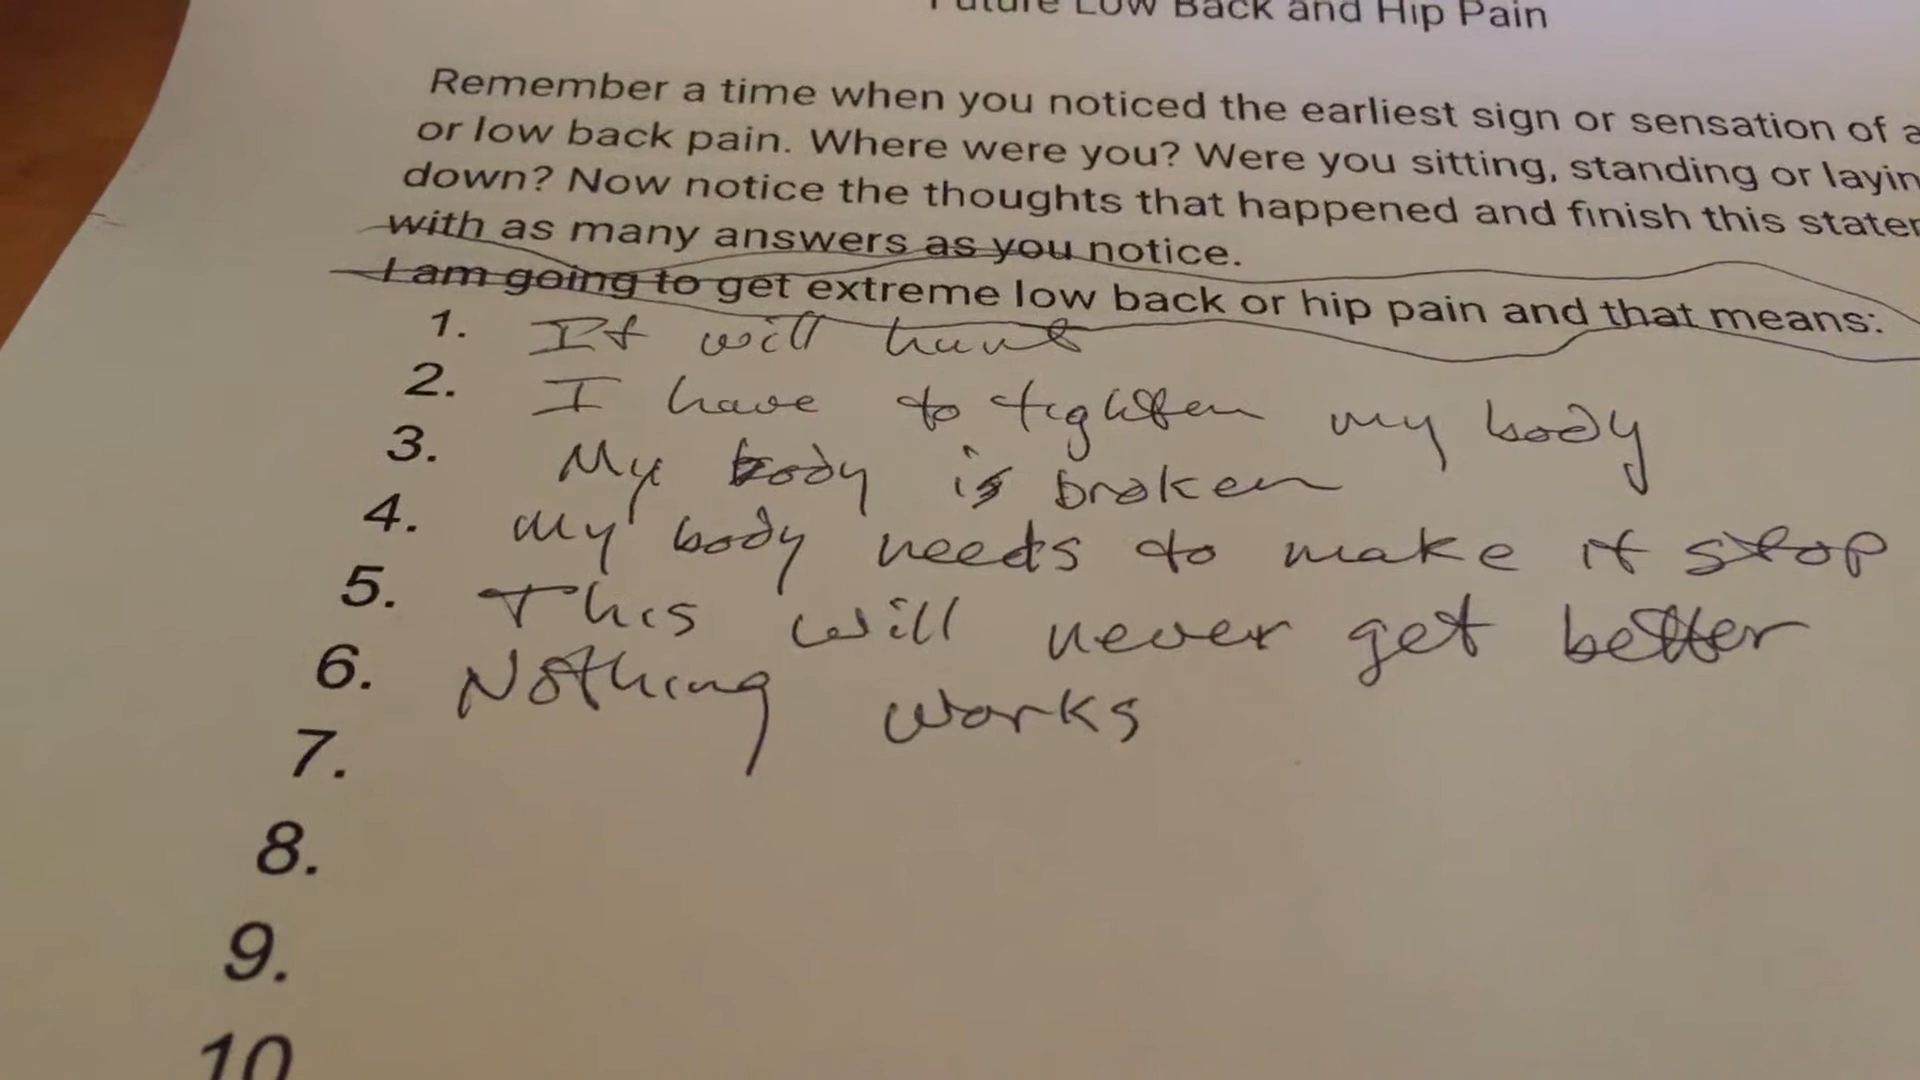 Future Low Back and Hip Pain
Remember a time when you noticed the earliest sign or sensation of a
or low back pain. Where were you? Were you sitting, standing or layin
down? Now notice the thoughts that happened and finish this stater
with as many answers as you notice.
I am going to get extreme low back or hip pain and that means:
1. It will hurt
2. I have to tighten my body
3. My body is broken
4. My body needs to make it stop
5. This will never get better
6. Nothing works
7.
8.
9.
10